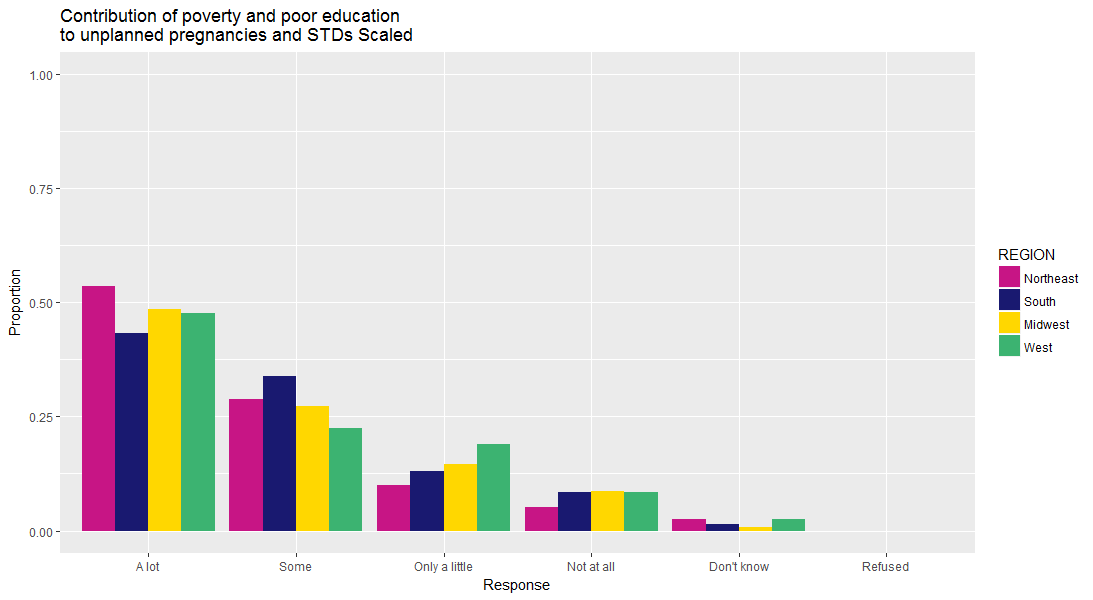 Contribution of poverty and poor education
to unplanned pregnancies and STDs Scaled
1.00
0.75
0.50
0.25
0.00
Proportion
A lot
Some
Only a little
Not at all
Don't know
Refused
Response
REGION
Northeast
South
Midwest
West